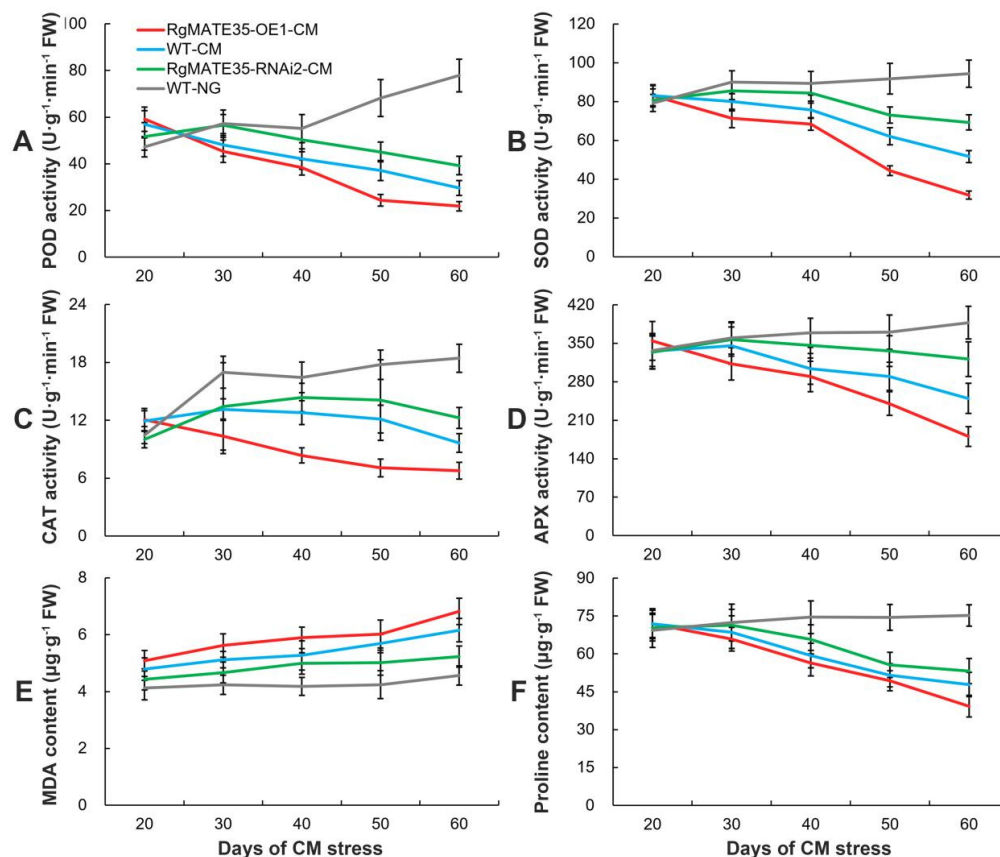 A
POD activity (U·g⁻¹·min⁻¹ FW)
100
80
60
40
20
0
20 30 40 50 60
RgMATE35-OE1-CM
WT-CM
RgMATE35-RNAi2-CM
WT-NG
B
SOD activity (U·g⁻¹·min⁻¹ FW)
120
100
80
60
40
20
0
20 30 40 50 60
C
CAT activity (U·g⁻¹·min⁻¹ FW)
24
18
12
6
0
20 30 40 50 60
D
APX activity (U·g⁻¹·min⁻¹ FW)
420
350
280
210
140
70
0
20 30 40 50 60
E
MDA content (μg·g⁻¹ FW)
8
6
4
2
0
20 30 40 50 60
Days of CM stress
F
Proline content (μg·g⁻¹ FW)
90
75
60
45
30
15
0
20 30 40 50 60
Days of CM stress